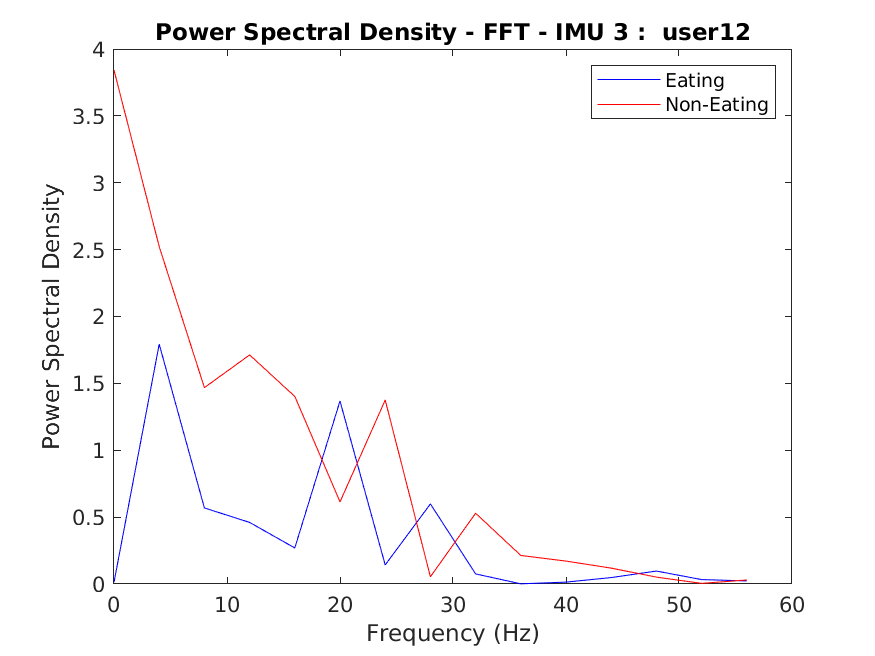 Power Spectral Density - FFT - IMU 3 :  user12
Eating
Non-Eating
Power Spectral Density
4
3.5
3
2.5
2
1.5
1
0.5
0
0 10 20 30 40 50 60
Frequency (Hz)